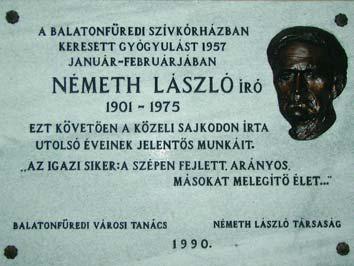 A BALATONFÜREDI SZÍVKÓRHÁZBAN
KERESETT GYÓGYULÁST 1957
JANUÁR-FEBRUÁRJÁBAN
NÉMETH LÁSZLÓ ÍRÓ
1901 - 1975
EZT KÖVETŐEN A KÖZELI SAJKODON ÍRTA
UTOLSÓ ÉVEINEK JELENTŐS MUNKÁIT.
„AZ IGAZI SIKER: A SZÉPEN FEJLETT, ARÁNYOS,
MÁSOKAT MELEGÍTŐ ÉLET..."
BALATONFÜREDI VÁROSI TANÁCS
NÉMETH LÁSZLÓ TÁRSASÁG
1990.